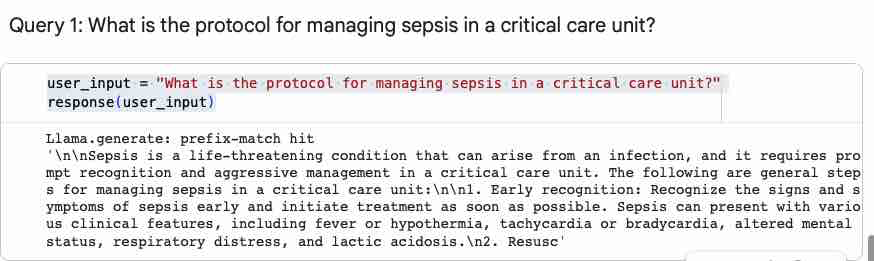 Query 1: What is the protocol for managing sepsis in a critical care unit?
user_input = "What is the protocol for managing sepsis in a critical care unit?"
response(user_input)
Llama.generate: prefix-match hit
'\n\nSepsis is a life-threatening condition that can arise from an infection, and it requires pro
mpt recognition and aggressive management in a critical care unit. The following are general step
s for managing sepsis in a critical care unit:\n\n1. Early recognition: Recognize the signs and s
ymptoms of sepsis early and initiate treatment as soon as possible. Sepsis can present with vario
us clinical features, including fever or hypothermia, tachycardia or bradycardia, altered mental
status, respiratory distress, and lactic acidosis.\n2. Resusc'